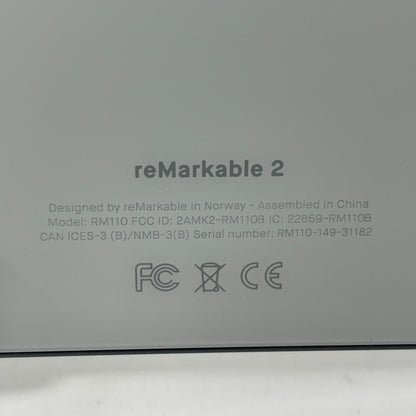 reMarkable 2
Designed by reMarkable in Norway - Assembled in China
Model: RM110 FCC ID: 2AMK2-RM110B IC: 22859-RM110B
CAN ICES-3 (B)/NMB-3(B) Serial number: RM110-149-31182
FC CE